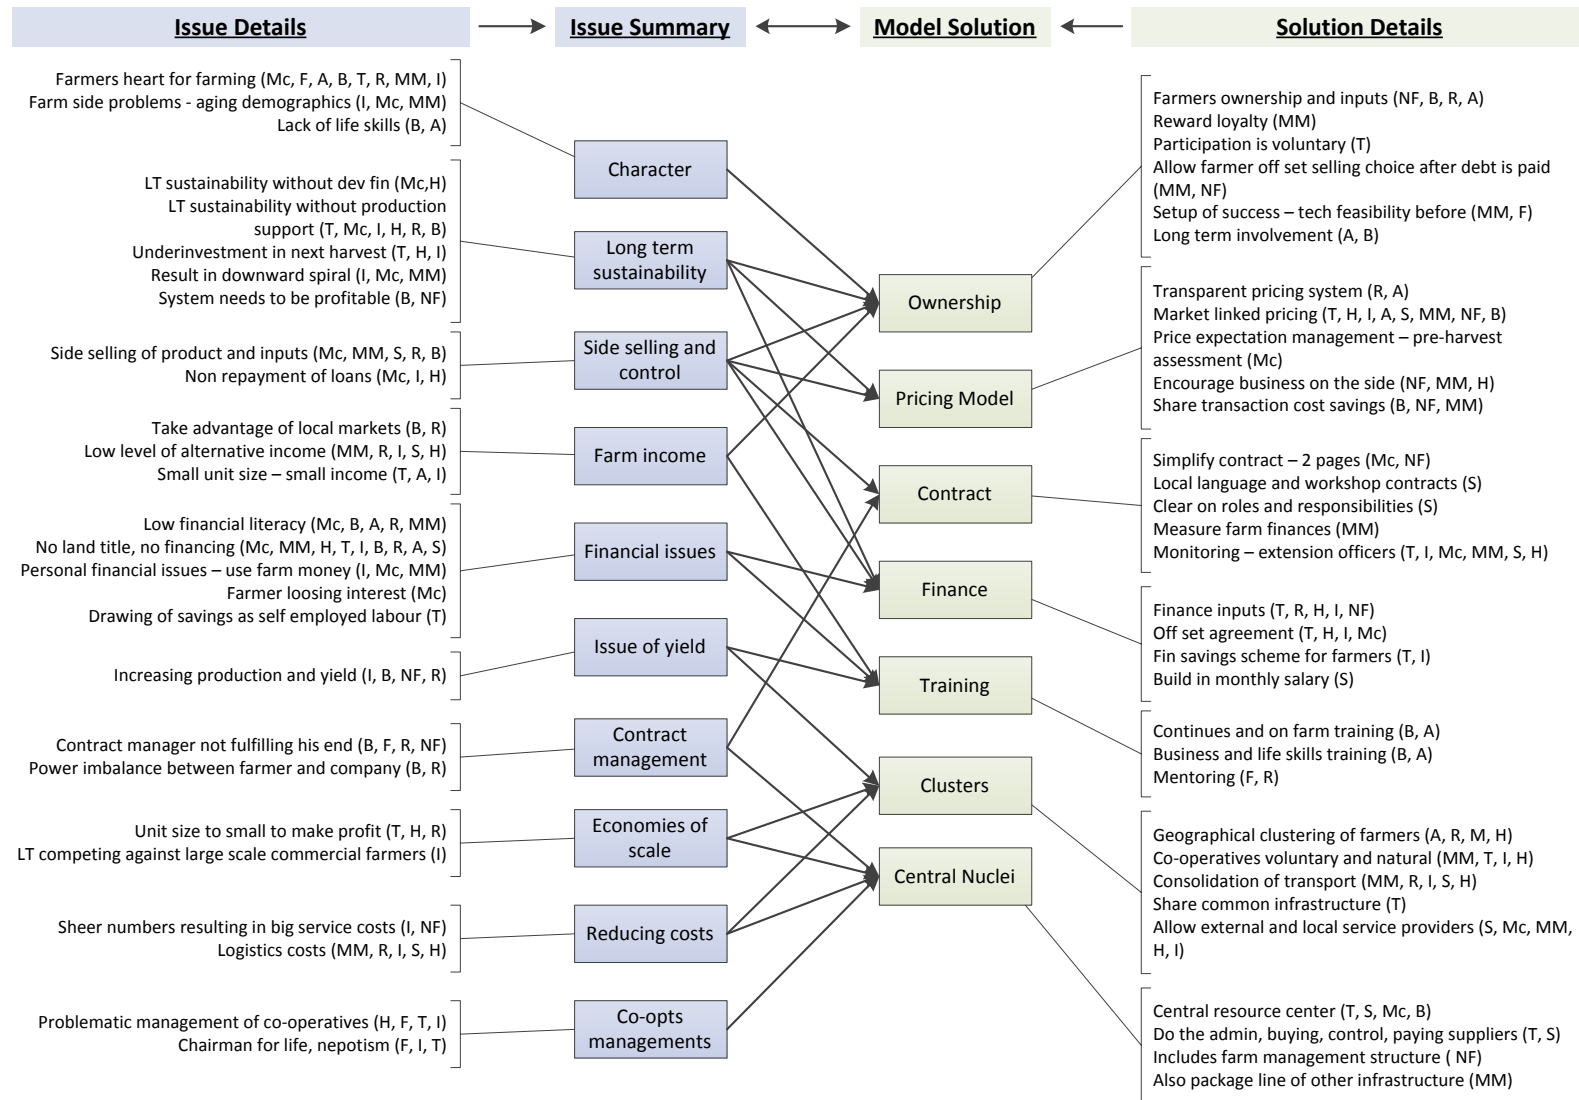 Issue Details
Issue Summary
Model Solution
Solution Details
Farmers heart for farming (Mc, F, A, B, T, R, MM, I)
Farm side problems - aging demographics (I, Mc, MM)
Lack of life skills (B, A)
LT sustainability without dev fin (Mc,H)
LT sustainability without production
support (T, Mc, I, H, R, B)
Underinvestment in next harvest (T, H, I)
Result in downward spiral (I, Mc, MM)
System needs to be profitable (B, NF)
Side selling of product and inputs (Mc, MM, S, R, B)
Non repayment of loans (Mc, I, H)
Take advantage of local markets (B, R)
Low level of alternative income (MM, R, I, S, H)
Small unit size – small income (T, A, I)
Low financial literacy (Mc, B, A, R, MM)
No land title, no financing (Mc, MM, H, T, I, B, R, A, S)
Personal financial issues – use farm money (I, Mc, MM)
Farmer loosing interest (Mc)
Drawing of savings as self employed labour (T)
Increasing production and yield (I, B, NF, R)
Contract manager not fulfilling his end (B, F, R, NF)
Power imbalance between farmer and company (B, R)
Unit size to small to make profit (T, H, R)
LT competing against large scale commercial farmers (I)
Sheer numbers resulting in big service costs (I, NF)
Logistics costs (MM, R, I, S, H)
Problematic management of co-operatives (H, F, T, I)
Chairman for life, nepotism (F, I, T)
Character
Long term
sustainability
Side selling and
control
Farm income
Financial issues
Issue of yield
Contract
management
Economies of
scale
Reducing costs
Co-opts
managements
Ownership
Pricing Model
Contract
Finance
Training
Clusters
Central Nuclei
Farmers ownership and inputs (NF, B, R, A)
Reward loyalty (MM)
Participation is voluntary (T)
Allow farmer off set selling choice after debt is paid
(MM, NF)
Setup of success – tech feasibility before (MM, F)
Long term involvement (A, B)
Transparent pricing system (R, A)
Market linked pricing (T, H, I, A, S, MM, NF, B)
Price expectation management – pre-harvest
assessment (Mc)
Encourage business on the side (NF, MM, H)
Share transaction cost savings (B, NF, MM)
Simplify contract – 2 pages (Mc, NF)
Local language and workshop contracts (S)
Clear on roles and responsibilities (S)
Measure farm finances (MM)
Monitoring – extension officers (T, I, Mc, MM, S, H)
Finance inputs (T, R, H, I, NF)
Off set agreement (T, H, I, Mc)
Fin savings scheme for farmers (T, I)
Build in monthly salary (S)
Continues and on farm training (B, A)
Business and life skills training (B, A)
Mentoring (F, R)
Geographical clustering of farmers (A, R, M, H)
Co-operatives voluntary and natural (MM, T, I, H)
Consolidation of transport (MM, R, I, S, H)
Share common infrastructure (T)
Allow external and local service providers (S, Mc, MM,
H, I)
Central resource center (T, S, Mc, B)
Do the admin, buying, control, paying suppliers (T, S)
Includes farm management structure ( NF)
Also package line of other infrastructure (MM)